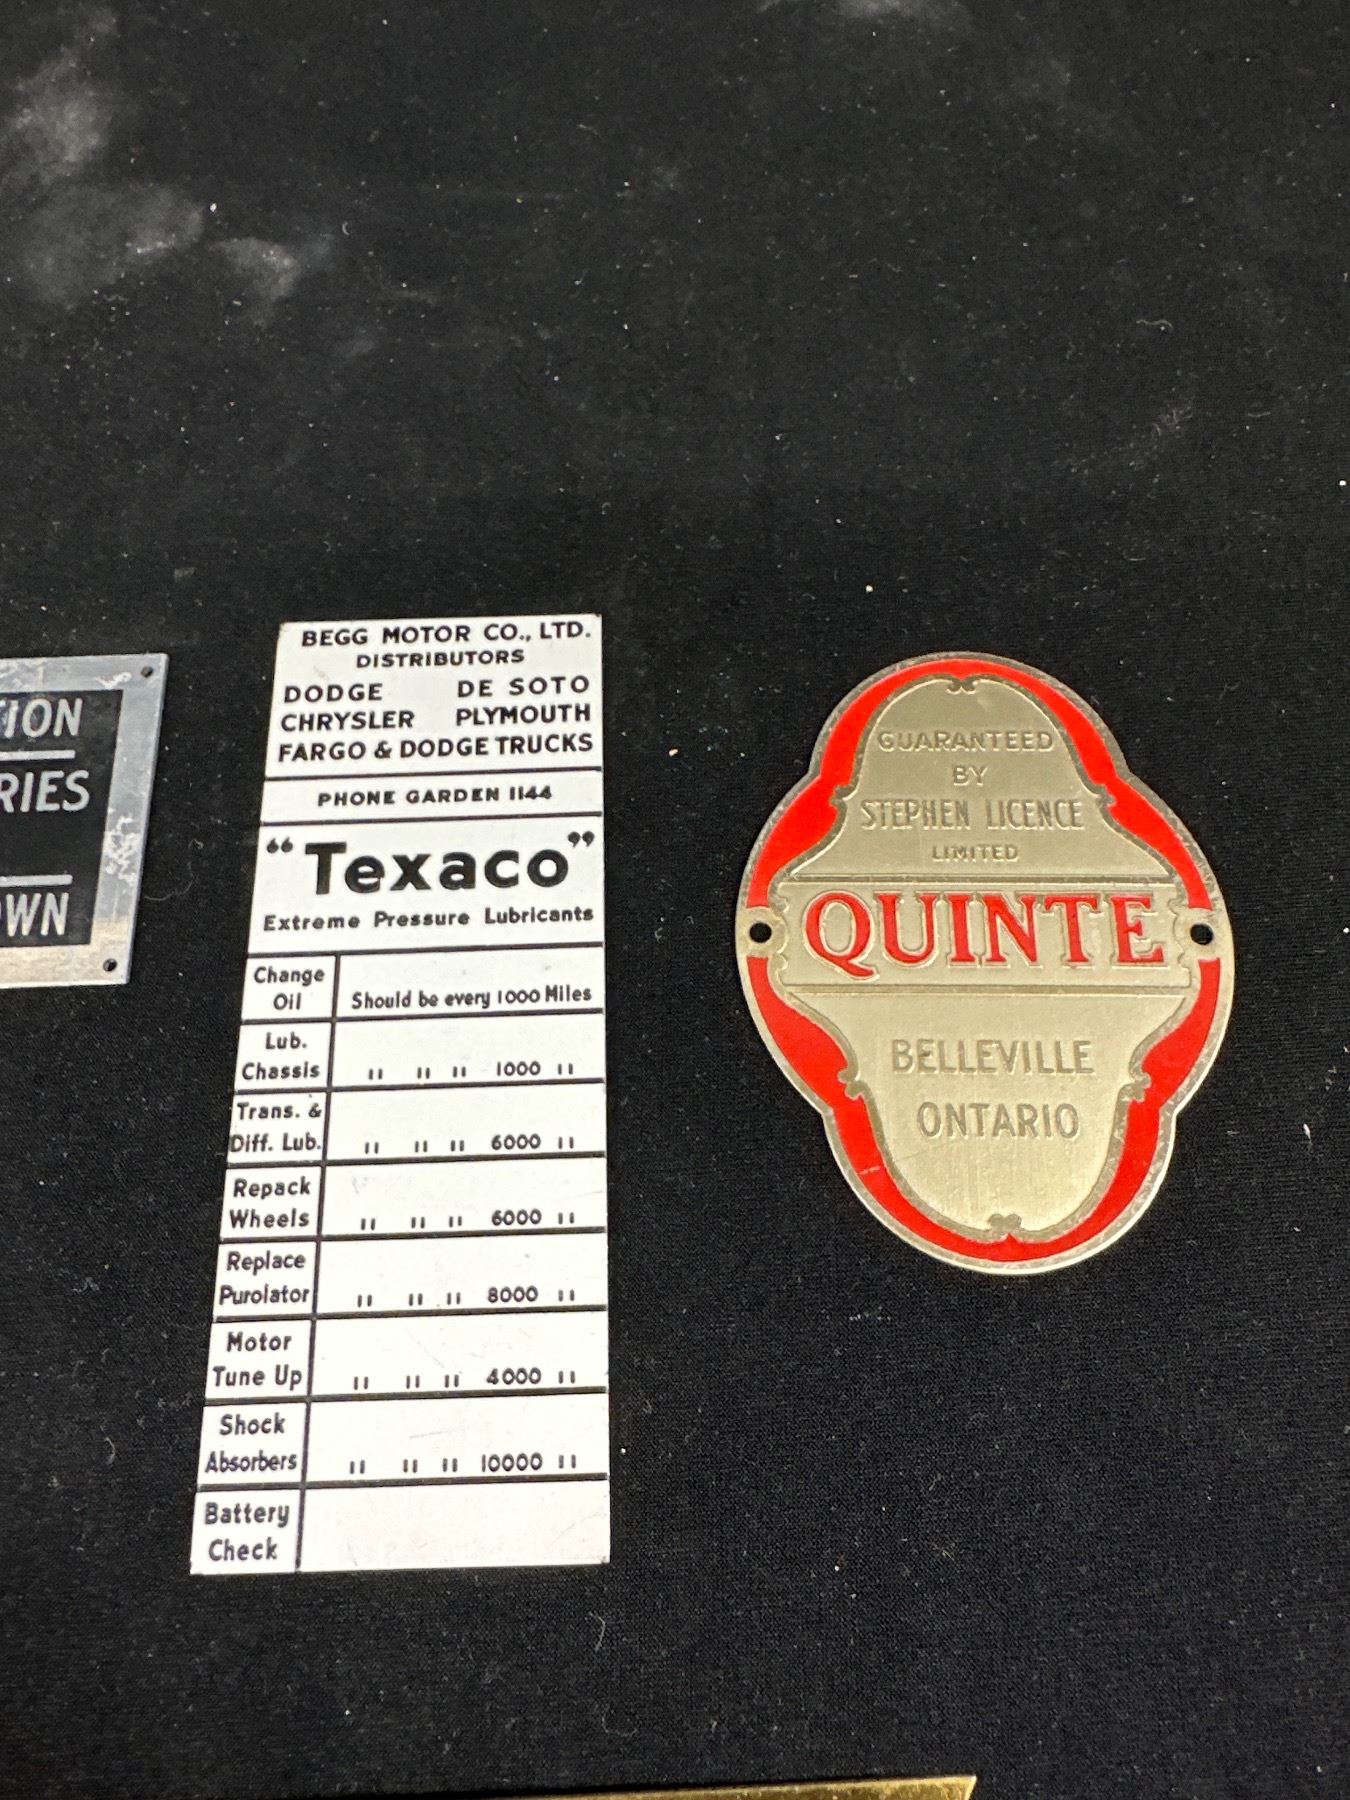 BEGG MOTOR CO., LTD.
DISTRIBUTORS
DODGE DE SOTO
CHRYSLER PLYMOUTH
FARGO & DODGE TRUCKS
PHONE GARDEN 1144
"Texaco"
Extreme Pressure Lubricants
Change
Oil Should be every 1000 Miles
Lub.
Chassis " " " 1000 "
Trans. &
Diff. Lub. " " " 6000 "
Repack
Wheels " " " 6000 "
Replace
Purolator " " " 8000 "
Motor
Tune Up " " " 4000 "
Shock
Absorbers " " " 10000 "
Battery
Check
GUARANTEED
BY
STEPHEN LICENCE
LIMITED
QUINTE
BELLEVILLE
ONTARIO